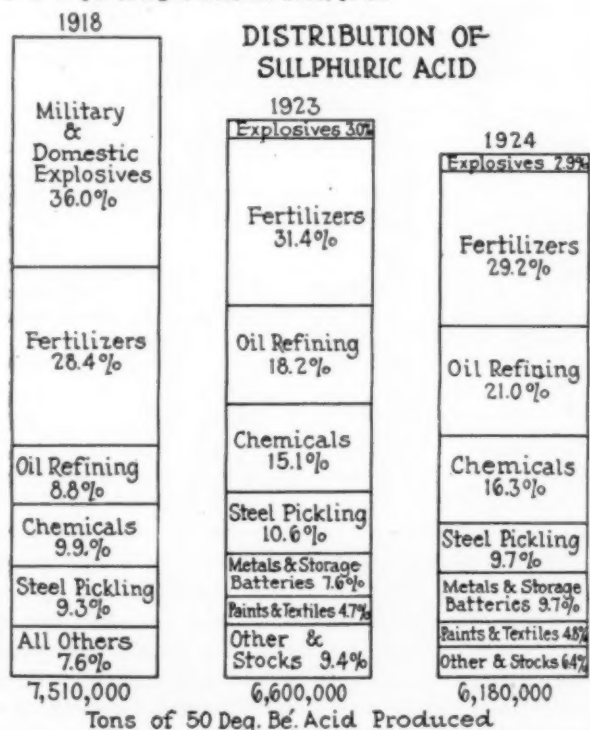 DISTRIBUTION OF
SULPHURIC ACID
1918
Military
&
Domestic
Explosives
36.0%
Fertilizers
28.4%
Oil Refining
8.8%
Chemicals
9.9.%
Steel Pickling
9.3%
All Others
7.6%
7,510,000
1923
Explosives 3.0%
Fertilizers
31.4%
Oil Refining
18.2%
Chemicals
15.1%
Steel Pickling
10.6%
Metals & Storage
Batteries 7.6%
Paints & Textiles 4.7%
Other &
Stocks 9.4%
6,600,000
1924
Explosives 2.9%
Fertilizers
29.2%
Oil Refining
21.0%
Chemicals
16.3%
Steel Pickling
9.7%
Metals & Storage
Batteries 9.7%
Paints & Textiles 4.8%
Other & Stocks 6.4%
6,180,000
Tons of 50 Deg. Bé. Acid Produced